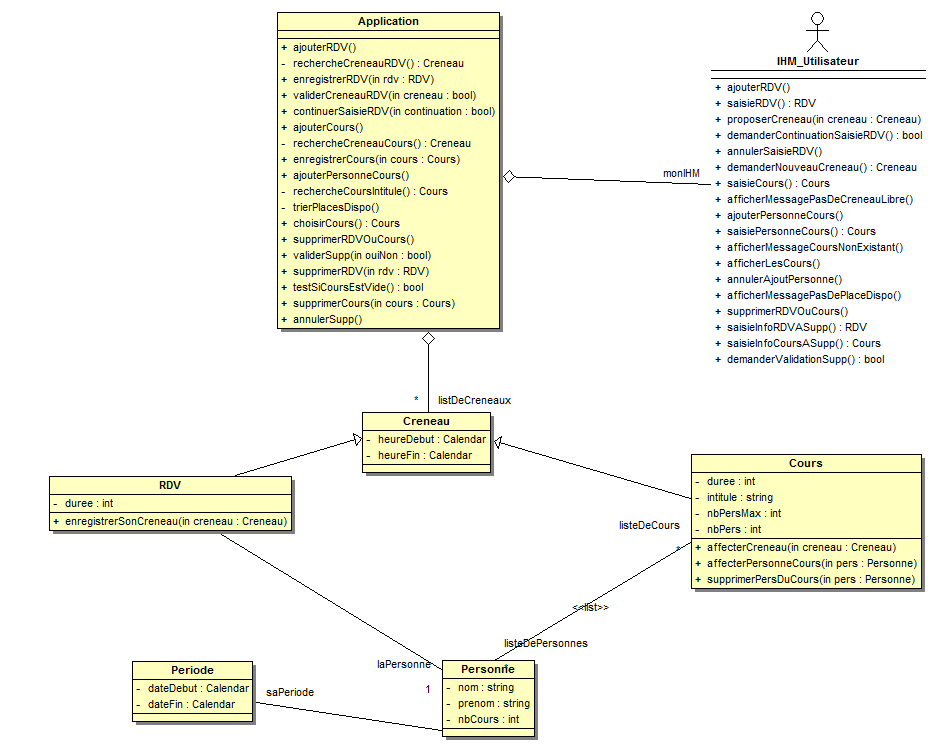 Application
+ ajouterRDV()
- rechercheCreneauRDV() : Creneau
+ enregistrerRDV(in rdv : RDV)
+ validerCreneauRDV(in creneau : bool)
+ continuerSaisieRDV(in continuation : bool)
+ ajouterCours()
- rechercheCreneauCours() : Creneau
+ enregistrerCours(in cours : Cours)
+ ajouterPersonneCours()
- rechercheCoursIntitule() : Cours
- trierPlacesDispo()
+ choisirCours() : Cours
+ supprimerRDVOuCours()
+ validerSupp(in ouiNon : bool)
+ supprimerRDV(in rdv : RDV)
+ testSiCoursEstVide() : bool
+ supprimerCours(in cours : Cours)
+ annulerSupp()
IHM_Utilisateur
+ ajouterRDV()
+ saisieRDV() : RDV
+ proposerCreneau(in creneau : Creneau)
+ demanderContinuationSaisieRDV() : bool
+ annulerSaisieRDV()
+ demanderNouveauCreneau() : Creneau
+ saisieCours() : Cours
+ afficherMessagePasDeCreneauLibre()
+ ajouterPersonneCours()
+ saisiePersonneCours() : Cours
+ afficherMessageCoursNonExistant()
+ afficherLesCours()
+ annulerAjoutPersonne()
+ afficherMessagePasDePlaceDispo()
+ supprimerRDVOuCours()
+ saisieInfoRDVASupp() : RDV
+ saisieInfoCoursASupp() : Cours
+ demanderValidationSupp() : bool
monIHM
* listDeCreneaux
Creneau
- heureDebut : Calendar
- heureFin : Calendar
RDV
- duree : int
+ enregistrerSonCreneau(in creneau : Creneau)
Cours
- duree : int
- intitule : string
- nbPersMax : int
- nbPers : int
+ affecterCreneau(in creneau : Creneau)
+ affecterPersonneCours(in pers : Personne)
+ supprimerPersDuCours(in pers : Personne)
listeDeCours
*
<<list>>
listeDePersonnes
*
laPersonne
1
Personne
- nom : string
- prenom : string
- nbCours : int
Periode
- dateDebut : Calendar
- dateFin : Calendar
saPeriode